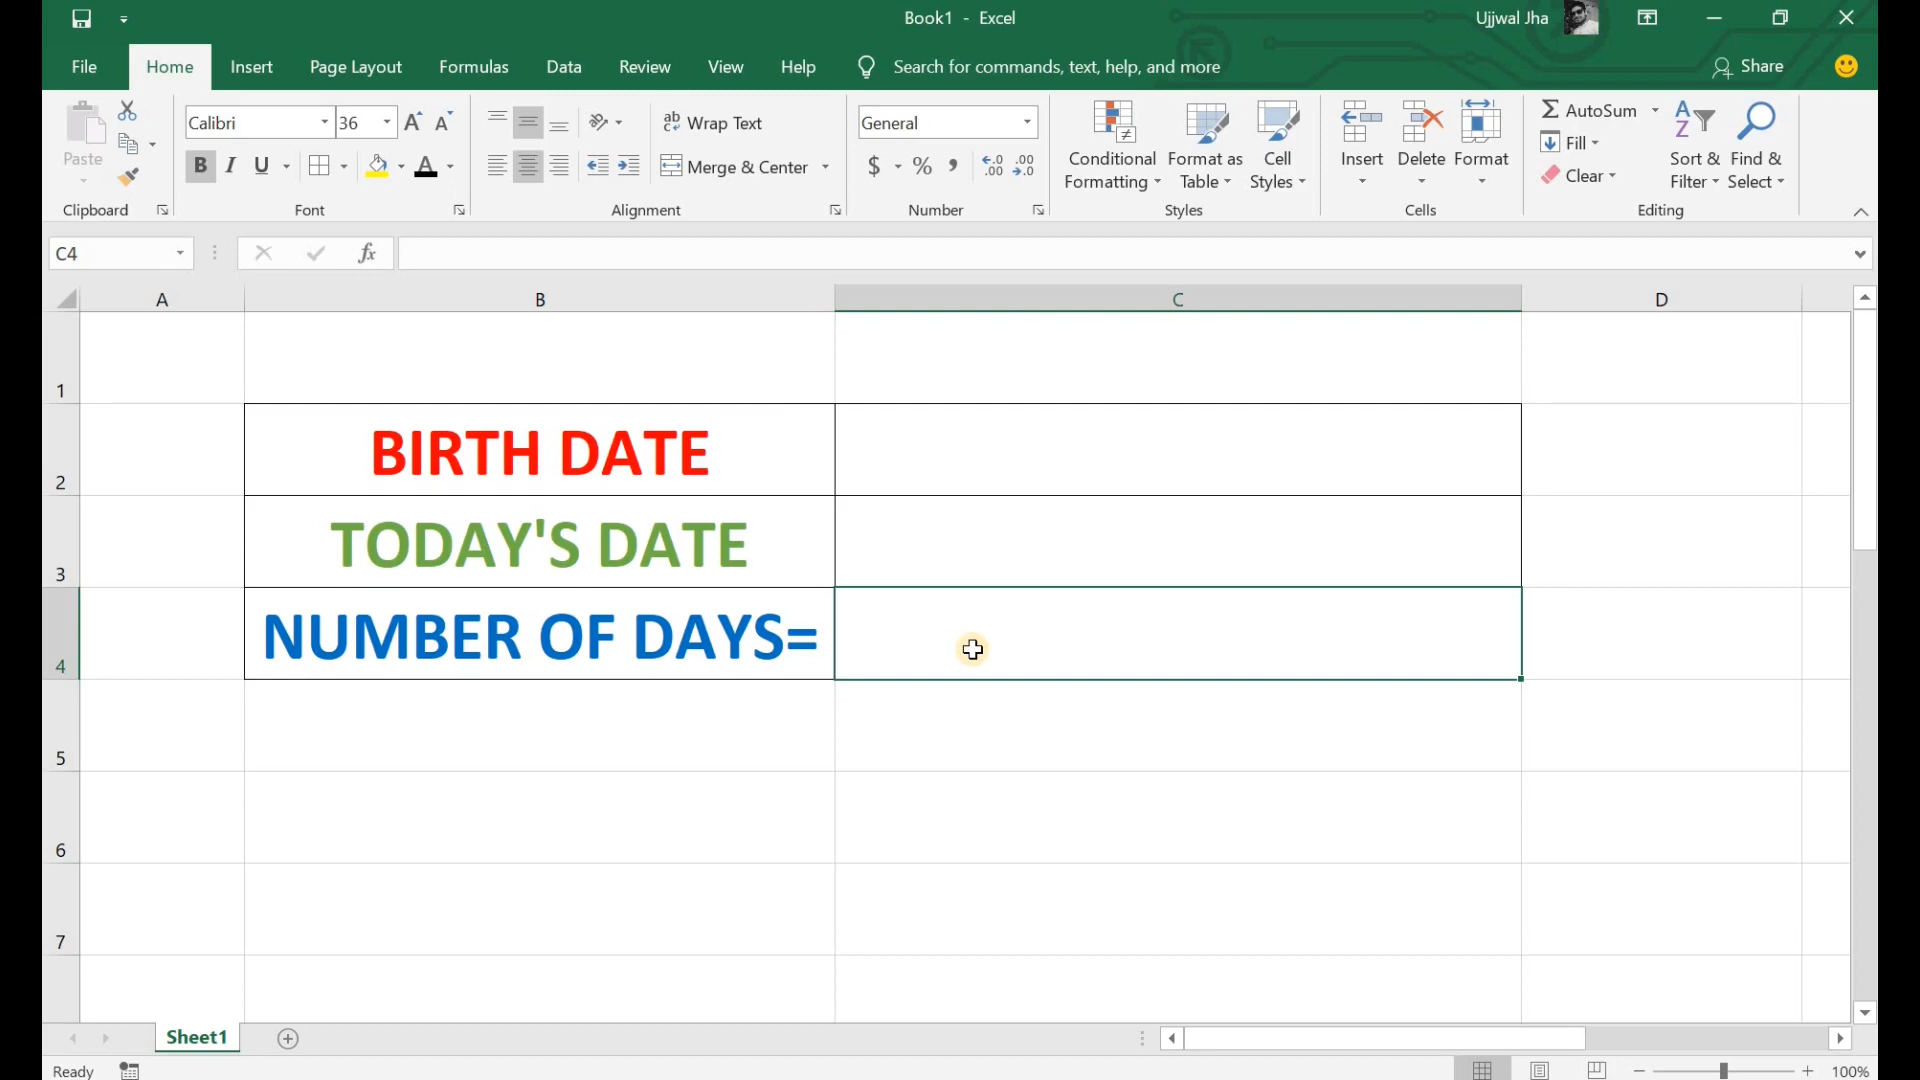 Book1 - Excel
Ujjwal Jha
File Home Insert Page Layout Formulas Data Review View Help Search for commands, text, help, and more Share
Paste
Calibri 36
B I U A
ab Wrap Text
Merge & Center
General
$ % ,
Conditional Formatting
Format as Table
Cell Styles
Insert Delete Format
AutoSum
Fill
Clear
Sort & Filter
Find & Select
Clipboard Font Alignment Number Styles Cells Editing
C4 fx
A B C D
1
2 BIRTH DATE
3 TODAY'S DATE
4 NUMBER OF DAYS=
5
6
7
Sheet1
Ready 100%